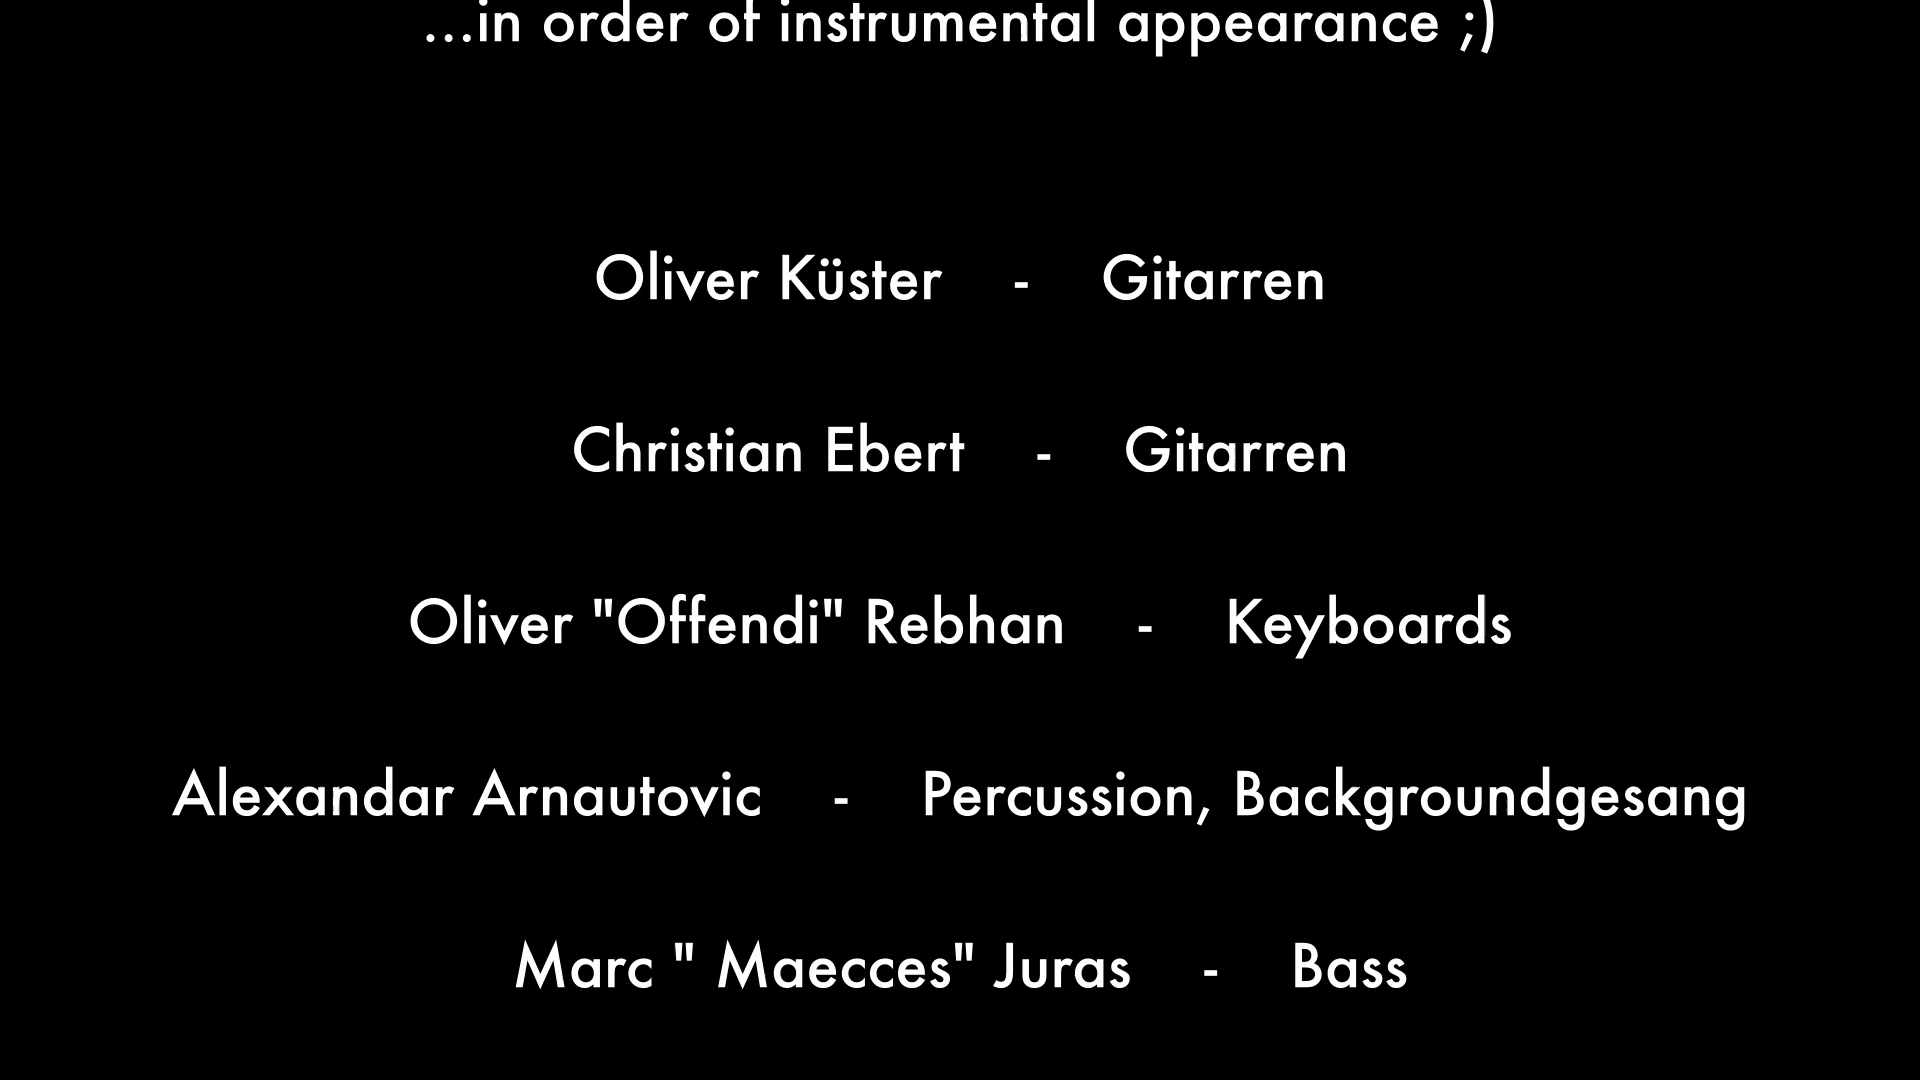 ...in order of instrumental appearance ;)
Oliver Küster - Gitarren
Christian Ebert - Gitarren
Oliver "Offendi" Rebhan - Keyboards
Alexandar Arnautovic - Percussion, Backgroundgesang
Marc " Maecces" Juras - Bass